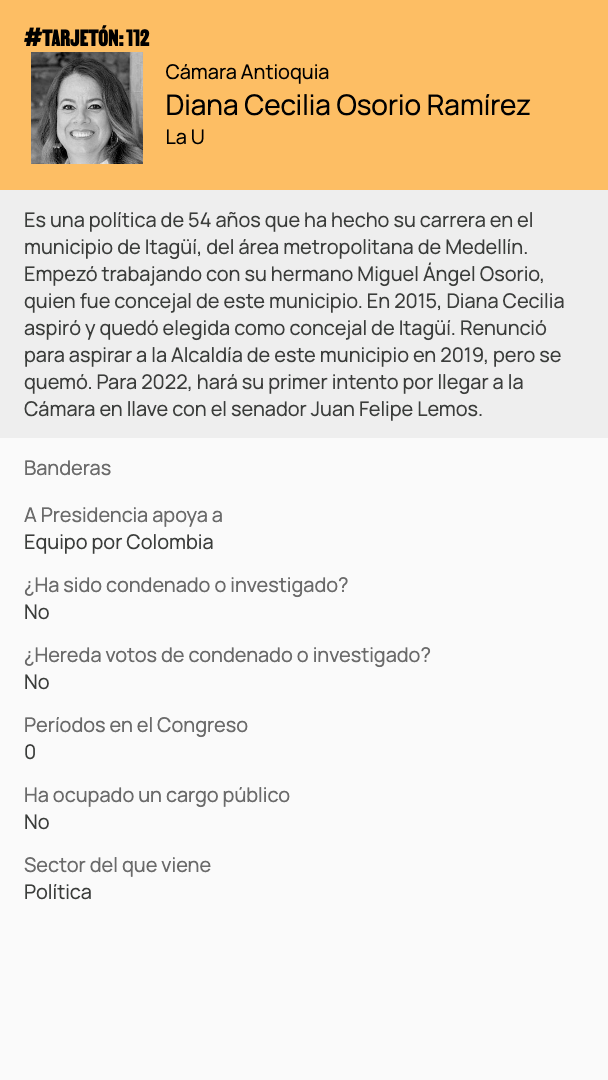 #TARJETÓN: 112
Cámara Antioquia
Diana Cecilia Osorio Ramírez
La U
Es una política de 54 años que ha hecho su carrera en el
municipio de Itagüí, del área metropolitana de Medellín.
Empezó trabajando con su hermano Miguel Ángel Osorio,
quien fue concejal de este municipio. En 2015, Diana Cecilia
aspiró y quedó elegida como concejal de Itagüí. Renunció
para aspirar a la Alcaldía de este municipio en 2019, pero se
quemó. Para 2022, hará su primer intento por llegar a la
Cámara en llave con el senador Juan Felipe Lemos.
Banderas
A Presidencia apoya a
Equipo por Colombia
¿Ha sido condenado o investigado?
No
¿Hereda votos de condenado o investigado?
No
Períodos en el Congreso
0
Ha ocupado un cargo público
No
Sector del que viene
Política